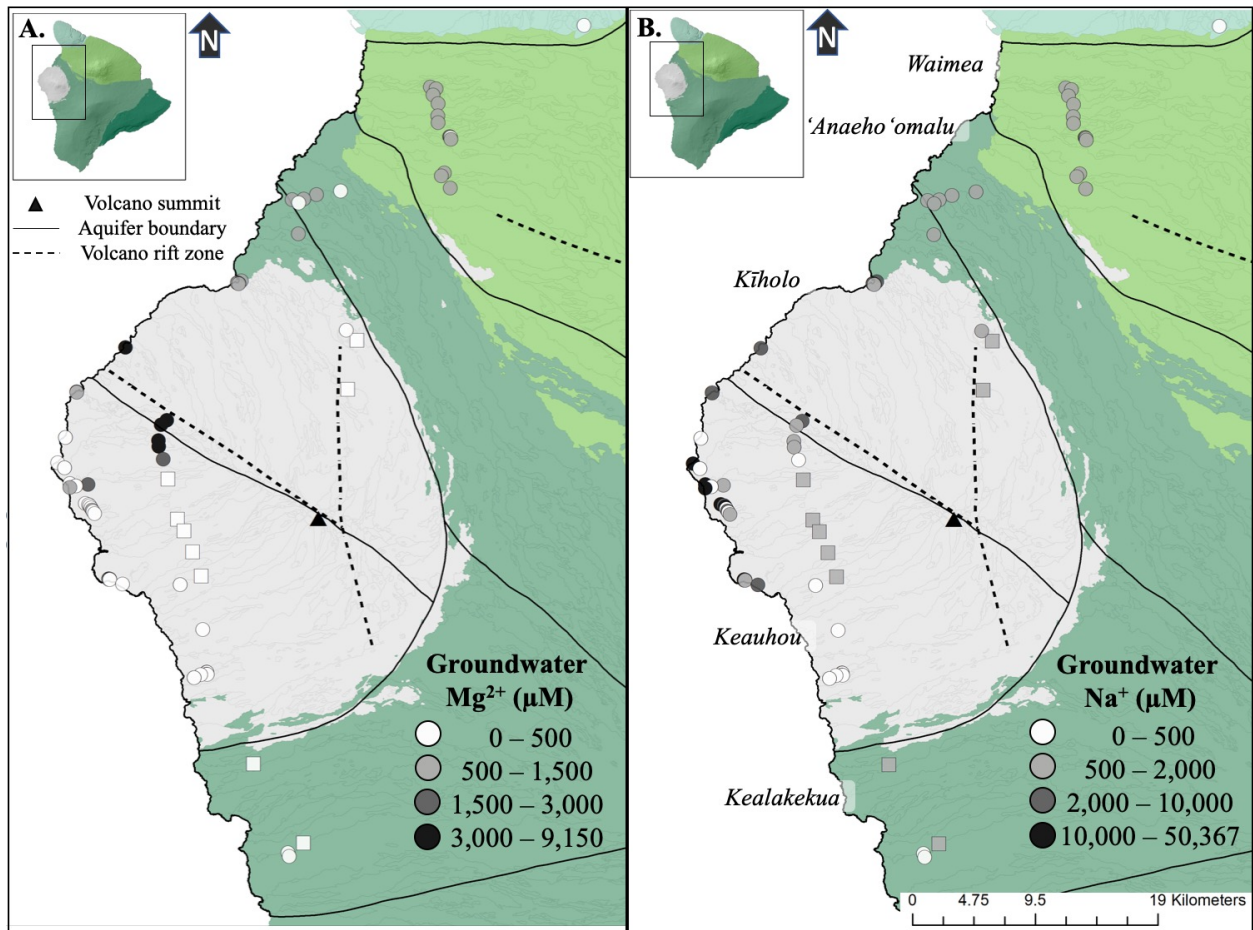 A.
N
Volcano summit
Aquifer boundary
Volcano rift zone
Groundwater
Mg²⁺ (µM)
0 – 500
500 – 1,500
1,500 – 3,000
3,000 – 9,150
B.
N
Waimea
ʻAnaehoʻomalu
Kīholo
Keauhou
Kealakekua
Groundwater
Na⁺ (µM)
0 – 500
500 – 2,000
2,000 – 10,000
10,000 – 50,367
0 4.75 9.5 19 Kilometers